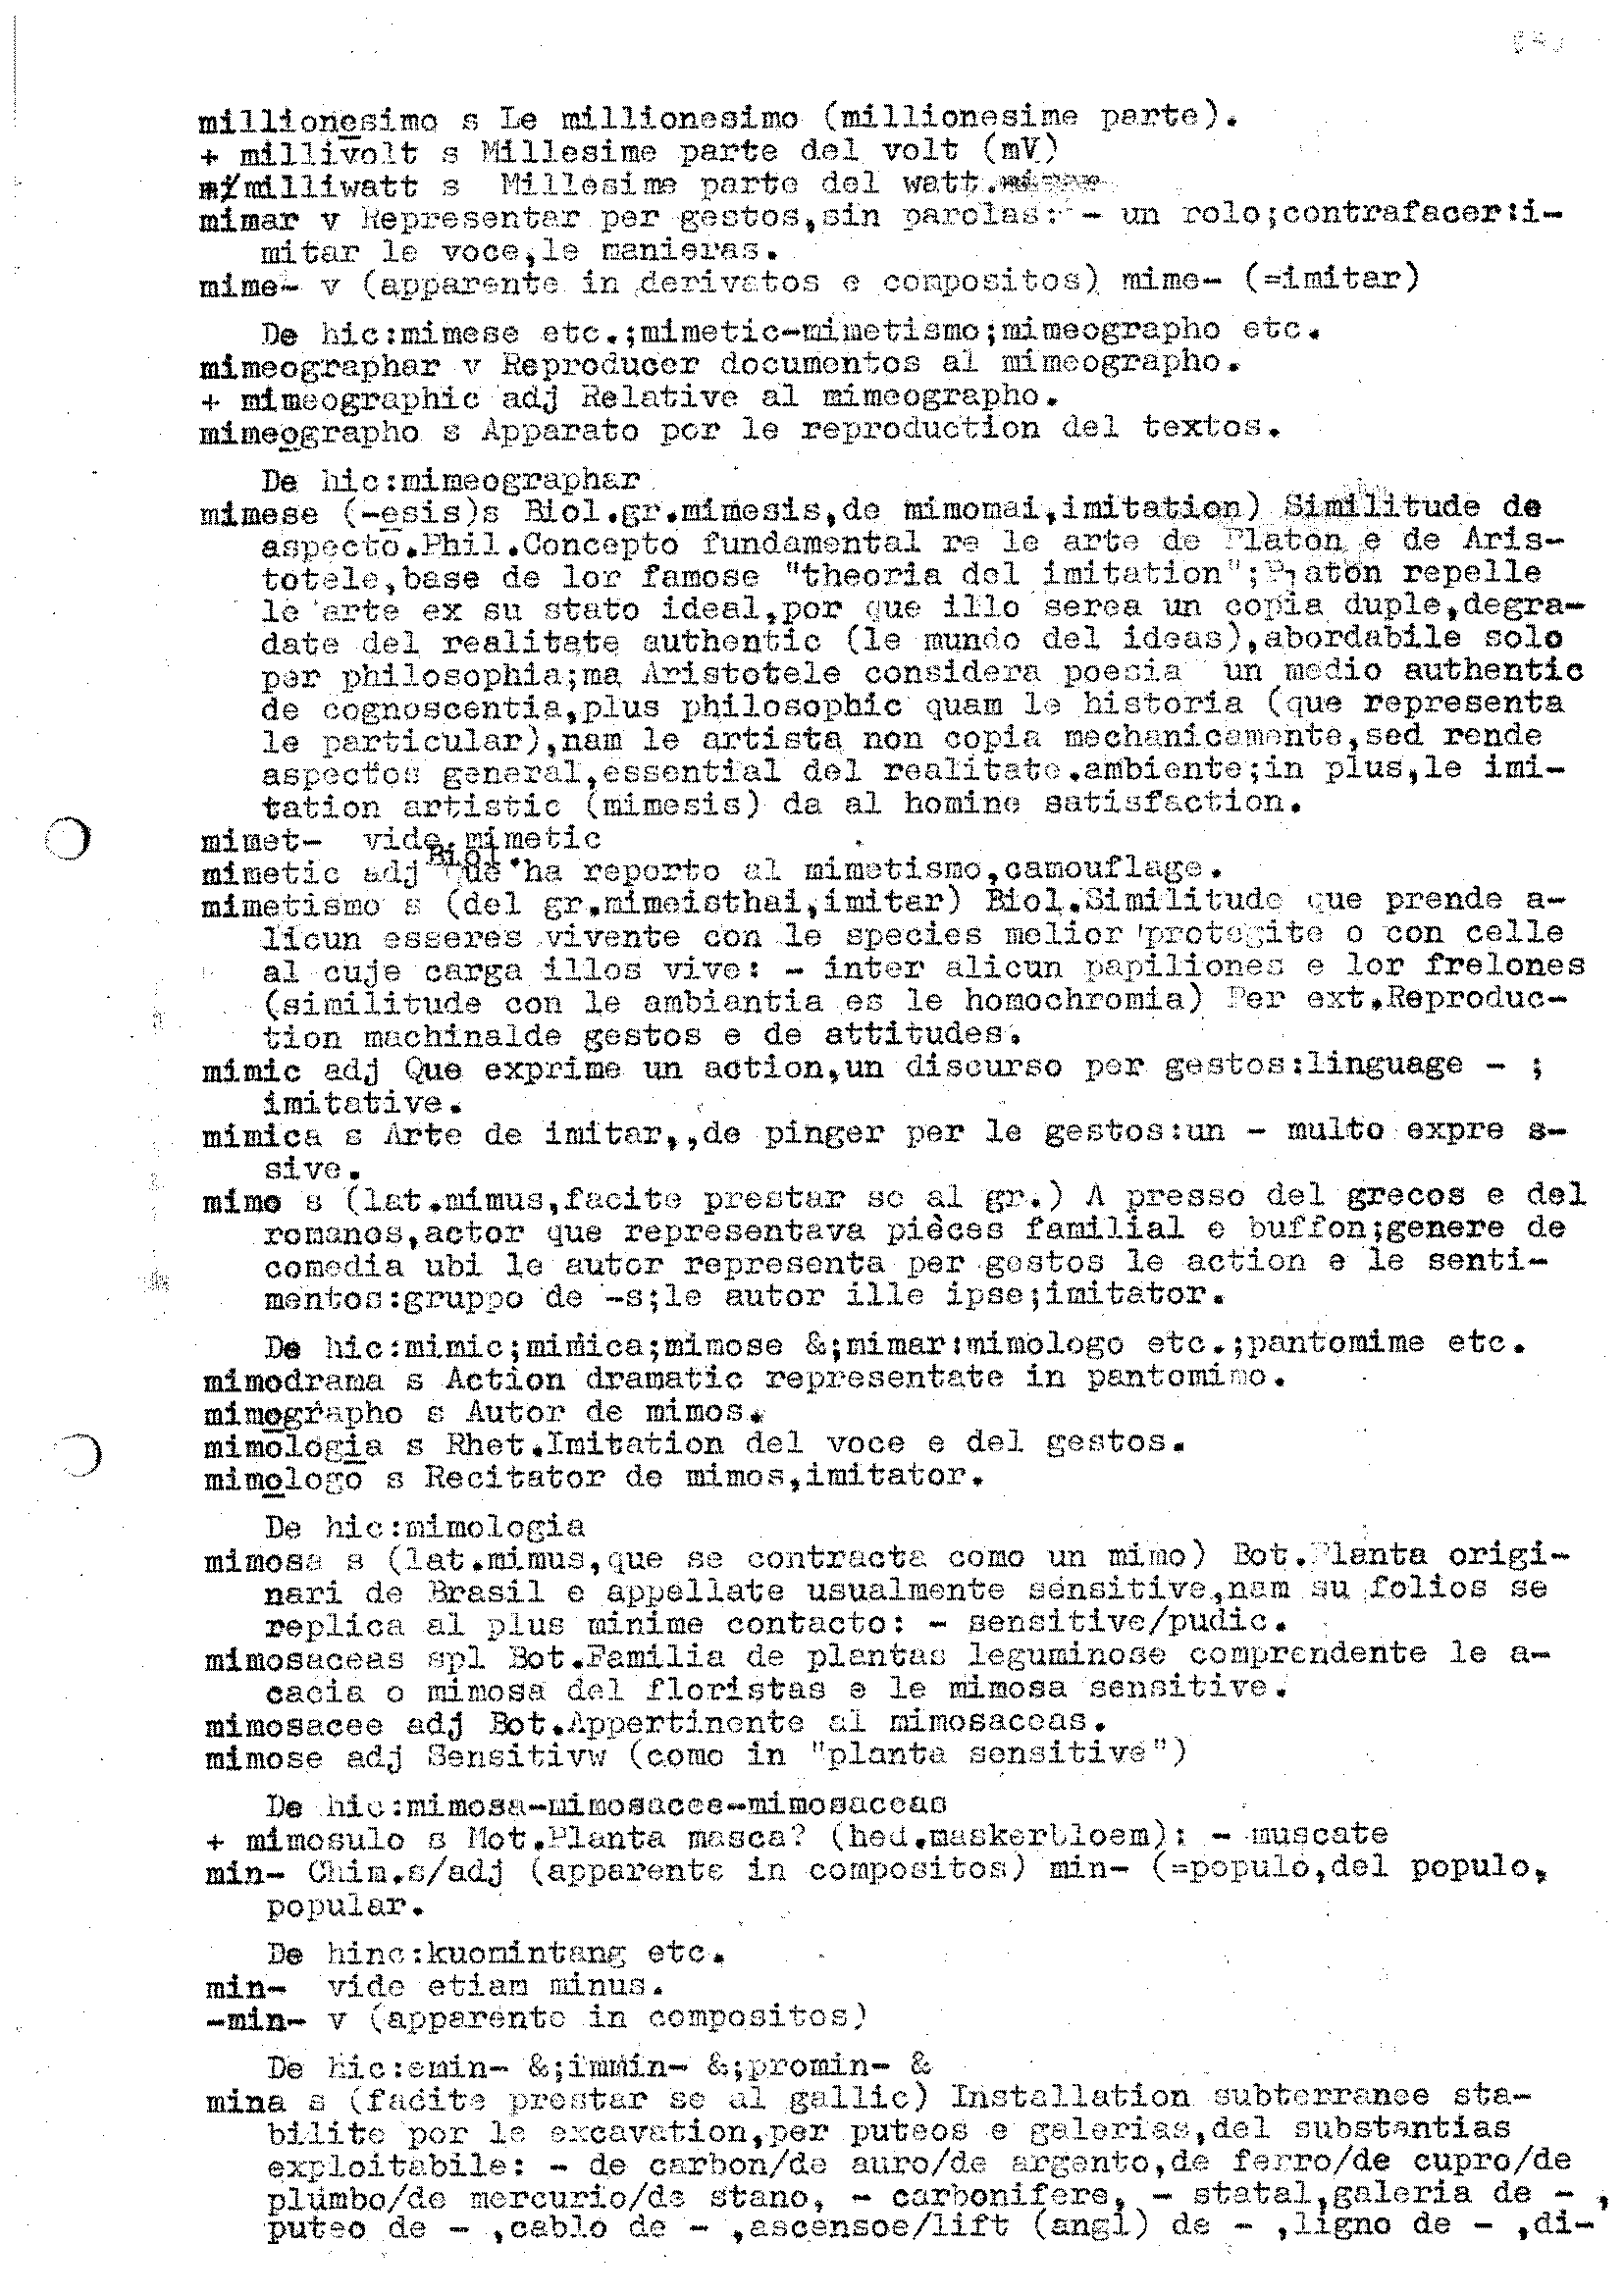 millionesimo s Le millionesimo (millionesime parte).
+ millivolt s Millesime parte del volt (mV)
m/milliwatt s Millesime parte del watt.
mimar v Representar per gestos,sin parolas: - un rolo;contrafacer:i-
mitar le voce,le manieras.
mime- v (apparente in derivatos e compositos) mime- (=imitar)
De hic:mimese etc.;mimetic-mimetismo;mimeographo etc.
mimeographar v Reproducer documentos al mimeographo.
+ mimeographic adj Relative al mimeographo.
mimeographo s Apparato por le reproduction del textos.
De hic:mimeographar
mimese (-esis)s Biol.gr.mimesis,de mimomai,imitation) Similitude de
aspecto.Phil.Concepto fundamental re le arte de Platon e de Aris-
totele,base de lor famose "theoria del imitation";Platon repelle
le arte ex su stato ideal,por que illo serea un copia duple,degra-
date del realitate authentic (le mundo del ideas),abordabile solo
per philosophia;ma Aristotele considera poesia un medio authentic
de cognoscentia,plus philosophic quam le historia (que representa
le particular),nam le artista non copia mechanicamente,sed rende
aspectos general,essential del realitate.ambiente;in plus,le imi-
tation artistic (mimesis) da al homine satisfaction.
mimet- vide mimetic
mimetic adj Biol. Que ha reporto al mimetismo,camouflage.
mimetismo s (del gr.mimeisthai,imitar) Biol.Similitude que prende a-
licun esseres vivente con le species melior protegite o con celle
al cuje carga illos vive: - inter alicun papiliones e lor frelones
(similitude con le ambiantia es le homochromia) Per ext.Reproduc-
tion machinalde gestos e de attitudes.
mimic adj Que exprime un action,un discurso per gestos:linguage - ;
imitative.
mimica s Arte de imitar,,de pinger per le gestos:un - multo expre s-
sive.
mimo s (lat.mimus,facite prestar se al gr.) A presso del grecos e del
romanos,actor que representava pièces familial e buffon;genere de
comedia ubi le autor representa per gestos le action e le senti-
mentos:gruppo de -s;le autor ille ipse;imitator.
De hic:mimic;mimica;mimose &;mimar:mimologo etc.;pantomime etc.
mimodrama s Action dramatic representate in pantomimo.
mimographo s Autor de mimos.
mimologia s Rhet.Imitation del voce e del gestos.
mimologo s Recitator de mimos,imitator.
De hic:mimologia
mimosa s (lat.mimus,que se contracta como un mimo) Bot.Planta origi-
nari de Brasil e appellate usualmente sensitive,nam su folios se
replica al plus minime contacto: - sensitive/pudic.
mimosaceas spl Bot.Familia de plantas leguminose comprendente le a-
cacia o mimosa del floristas e le mimosa sensitive.
mimosacee adj Bot.Appertinente al mimosaceas.
mimose adj Sensitivw (como in "planta sensitive")
De hic:mimosa-mimosacee-mimosaceas
+ mimosulo s Mot.Planta masca? (hed.maskerbloem): - muscate
min- Chim.s/adj (apparente in compositos) min- (=populo,del populo,
popular.
De hinc:kuomintang etc.
min- vide etiam minus.
-min- v (apparente in compositos)
De hic:emin- &;immin- &;promin- &
mina s (facite prestar se al gallic) Installation subterranee sta-
bilite por le excavation,per puteos e galerias,del substantias
exploitabile: - de carbon/de auro/de argento,de ferro/de cupro/de
plumbo/de mercurio/de stano, - carbonifere, - statal,galeria de - ,
puteo de - ,cablo de - ,ascensoe/lift (angl) de - ,ligno de - ,di-